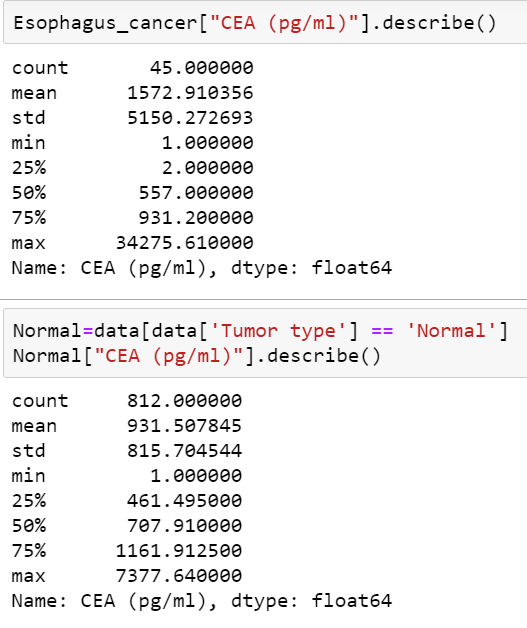 Esophagus_cancer["CEA (pg/ml)"].describe()
count 45.000000
mean 1572.910356
std 5150.272693
min 1.000000
25% 2.000000
50% 557.000000
75% 931.200000
max 34275.610000
Name: CEA (pg/ml), dtype: float64
Normal=data[data['Tumor type'] == 'Normal']
Normal["CEA (pg/ml)"].describe()
count 812.000000
mean 931.507845
std 815.704544
min 1.000000
25% 461.495000
50% 707.910000
75% 1161.912500
max 7377.640000
Name: CEA (pg/ml), dtype: float64